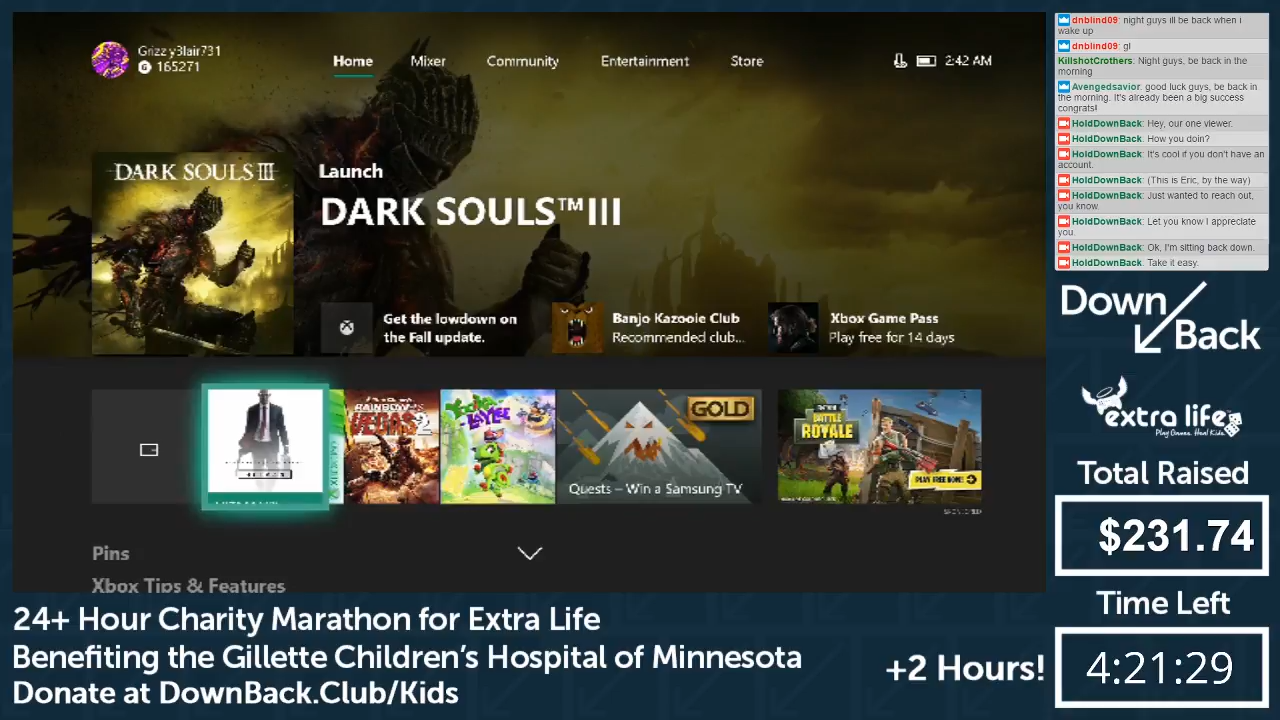 Grizzly3lair731
G 165271
Home
Mixer
Community
Entertainment
Store
2:42 AM
DARK SOULS III
Launch
DARK SOULS™III
Get the lowdown on
the Fall update.
Banjo Kazooie Club
Recommended club...
Xbox Game Pass
Play free for 14 days
RAINBOW SIX
VEGAS 2
GOLD
Quests – Win a Samsung TV
BATTLE
ROYALE
PLAY FREE NOW!
Pins
Xbox Tips & Features
dnblind09: night guys ill be back when i
wake up
dnblind09: gl
KillshotCrothers: Night guys, be back in the
morning
Avengedsavior: good luck guys, be back in
the morning. It's already been a big success
congrats!
HoldDownBack: Hey, our one viewer.
HoldDownBack: How you doin?
HoldDownBack: It's cool if you don't have an
account.
HoldDownBack: (This is Eric, by the way)
HoldDownBack: Just wanted to reach out,
you know.
HoldDownBack: Let you know I appreciate
you.
HoldDownBack: Ok, I'm sitting back down.
HoldDownBack: Take it easy.
Down
Back
extra life
Play Games. Heal Kids.
Total Raised
$231.74
Time Left
4:21:29
24+ Hour Charity Marathon for Extra Life
Benefiting the Gillette Children's Hospital of Minnesota
Donate at DownBack.Club/Kids
+2 Hours!